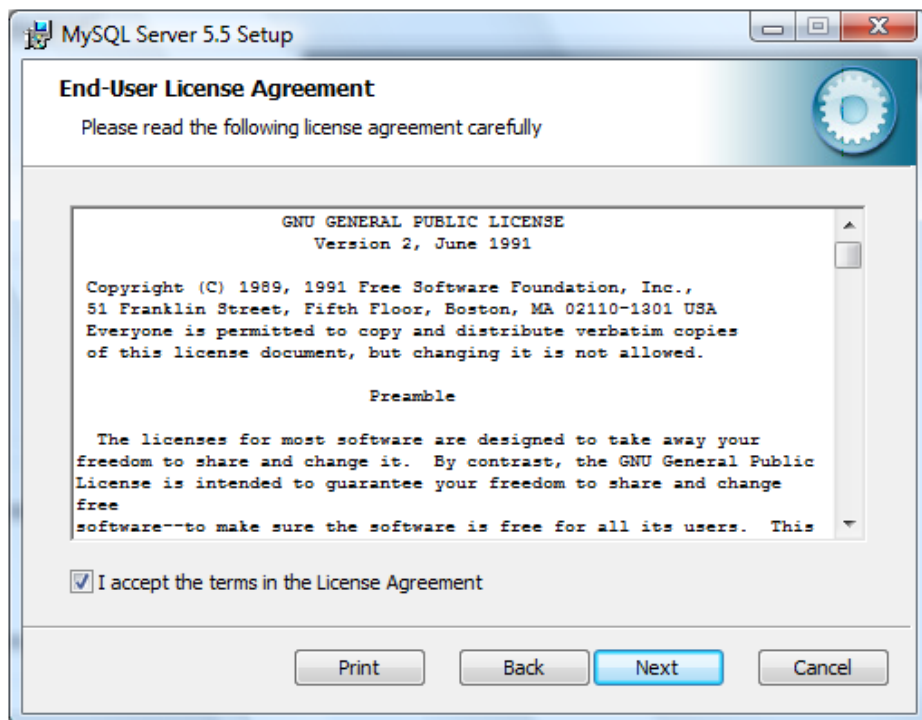 MySQL Server 5.5 Setup
End-User License Agreement
Please read the following license agreement carefully
GNU GENERAL PUBLIC LICENSE
Version 2, June 1991
Copyright (C) 1989, 1991 Free Software Foundation, Inc.,
51 Franklin Street, Fifth Floor, Boston, MA 02110-1301 USA
Everyone is permitted to copy and distribute verbatim copies
of this license document, but changing it is not allowed.
Preamble
The licenses for most software are designed to take away your
freedom to share and change it. By contrast, the GNU General Public
License is intended to guarantee your freedom to share and change
free
software--to make sure the software is free for all its users. This
I accept the terms in the License Agreement
Print Back Next Cancel